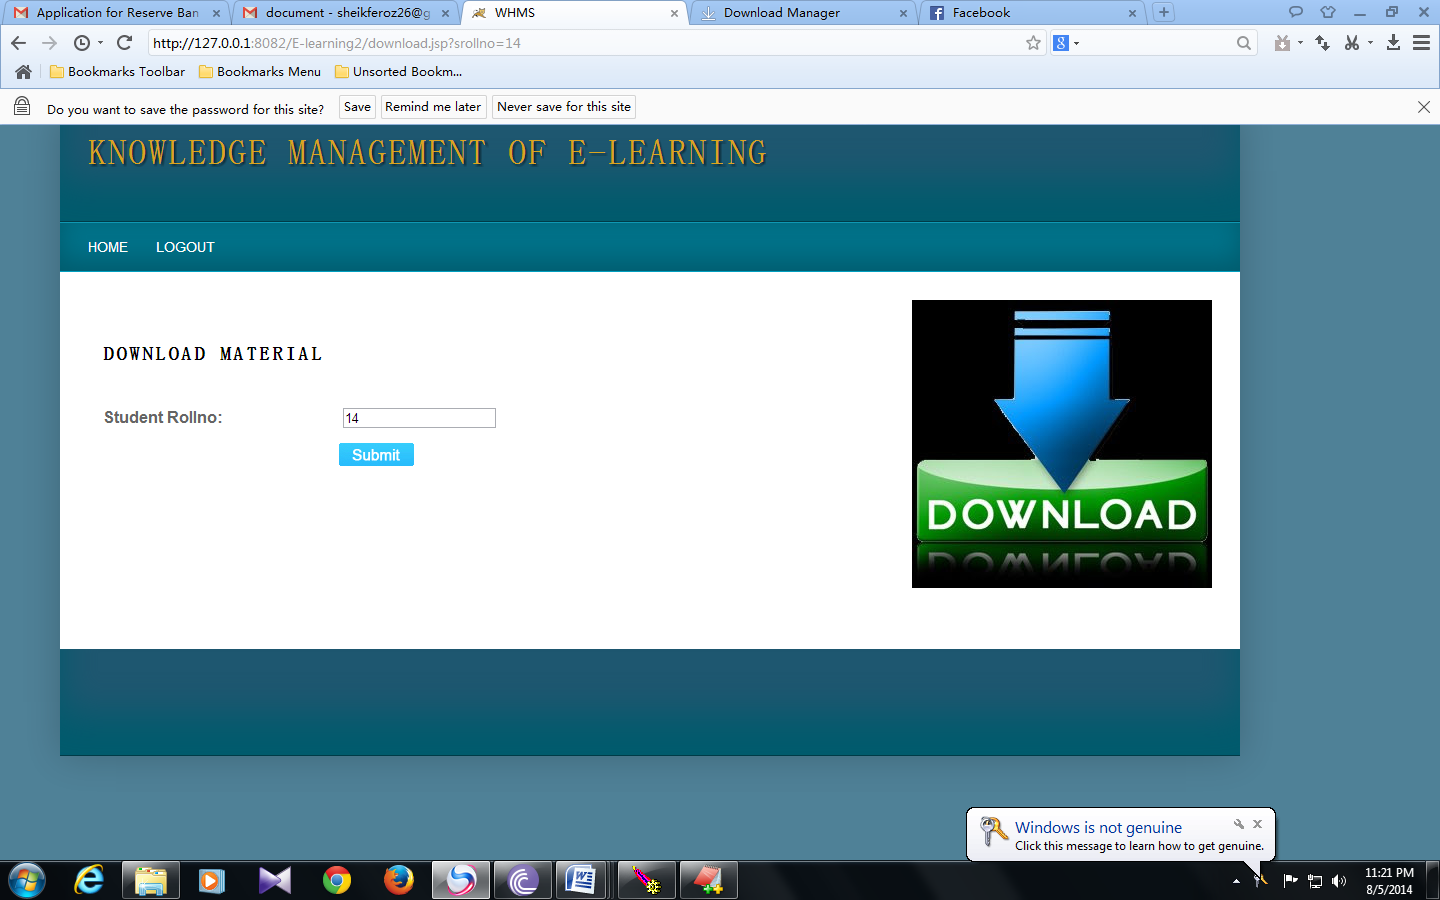 Application for Reserve Ban
document - sheikferoz26@g
WHMS
Download Manager
Facebook
http://127.0.0.1:8082/E-learning2/download.jsp?srollno=14
Bookmarks Toolbar
Bookmarks Menu
Unsorted Bookm...
Do you want to save the password for this site?
Save
Remind me later
Never save for this site
KNOWLEDGE MANAGEMENT OF E-LEARNING
HOME
LOGOUT
DOWNLOAD MATERIAL
Student Rollno:
14
Submit
DOWNLOAD
Windows is not genuine
Click this message to learn how to get genuine.
11:21 PM
8/5/2014